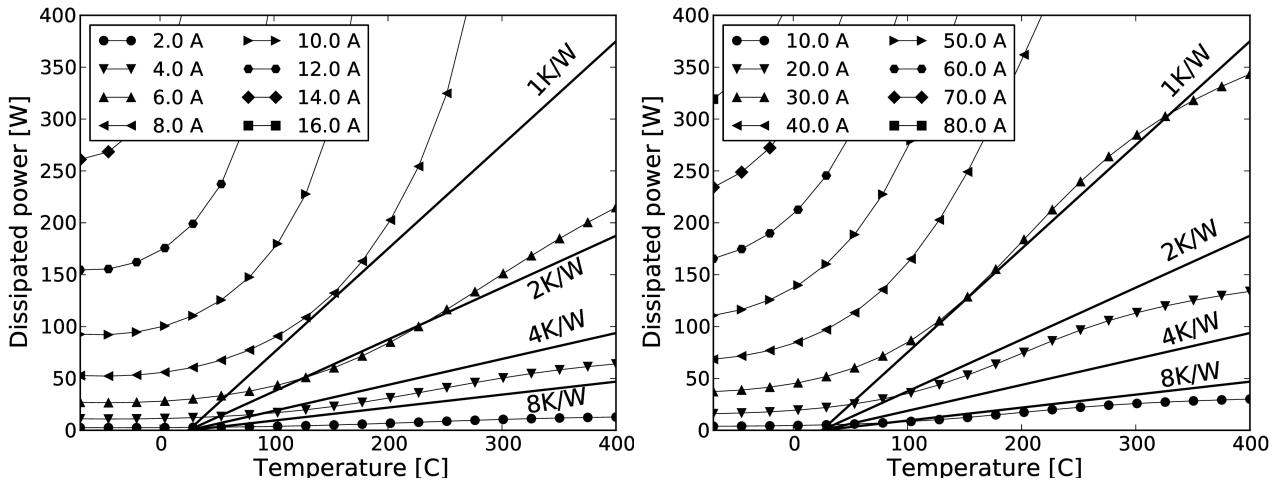 400
350
300
250
200
150
100
50
0
Dissipated power [W]
2.0 A
4.0 A
6.0 A
8.0 A
10.0 A
12.0 A
14.0 A
16.0 A
1K/W
2K/W
4K/W
8K/W
0
100
200
300
400
Temperature [C]
400
350
300
250
200
150
100
50
0
Dissipated power [W]
10.0 A
20.0 A
30.0 A
40.0 A
50.0 A
60.0 A
70.0 A
80.0 A
1K/W
2K/W
4K/W
8K/W
0
100
200
300
400
Temperature [C]